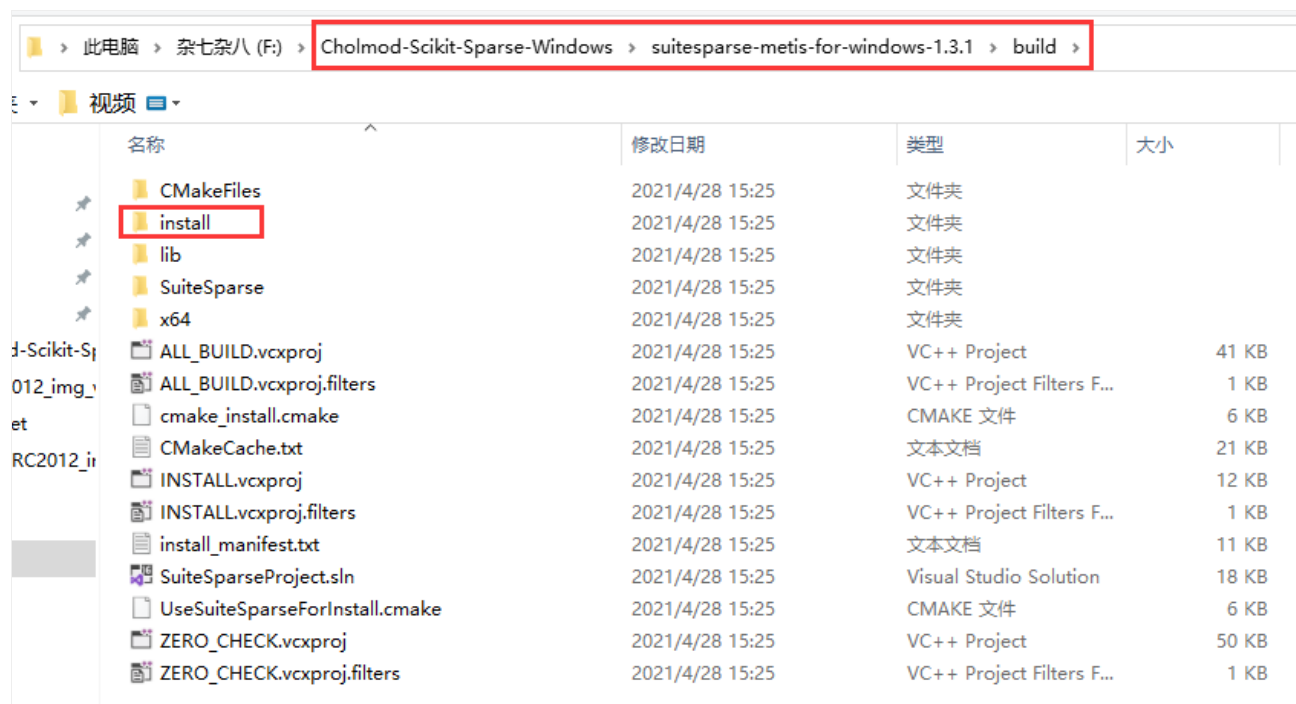 此电脑 › 杂七杂八 (F:) › Cholmod-Scikit-Sparse-Windows › suitesparse-metis-for-windows-1.3.1 › build ›
视频
名称 修改日期 类型 大小
CMakeFiles 2021/4/28 15:25 文件夹
install 2021/4/28 15:25 文件夹
lib 2021/4/28 15:25 文件夹
SuiteSparse 2021/4/28 15:25 文件夹
x64 2021/4/28 15:25 文件夹
d-Scikit-Sp ALL_BUILD.vcxproj 2021/4/28 15:25 VC++ Project 41 KB
012_img_v ALL_BUILD.vcxproj.filters 2021/4/28 15:25 VC++ Project Filters F... 1 KB
et cmake_install.cmake 2021/4/28 15:25 CMAKE 文件 6 KB
RC2012_ir CMakeCache.txt 2021/4/28 15:25 文本文档 21 KB
INSTALL.vcxproj 2021/4/28 15:25 VC++ Project 12 KB
INSTALL.vcxproj.filters 2021/4/28 15:25 VC++ Project Filters F... 1 KB
install_manifest.txt 2021/4/28 15:25 文本文档 11 KB
SuiteSparseProject.sln 2021/4/28 15:25 Visual Studio Solution 18 KB
UseSuiteSparseForInstall.cmake 2021/4/28 15:25 CMAKE 文件 6 KB
ZERO_CHECK.vcxproj 2021/4/28 15:25 VC++ Project 50 KB
ZERO_CHECK.vcxproj.filters 2021/4/28 15:25 VC++ Project Filters F... 1 KB